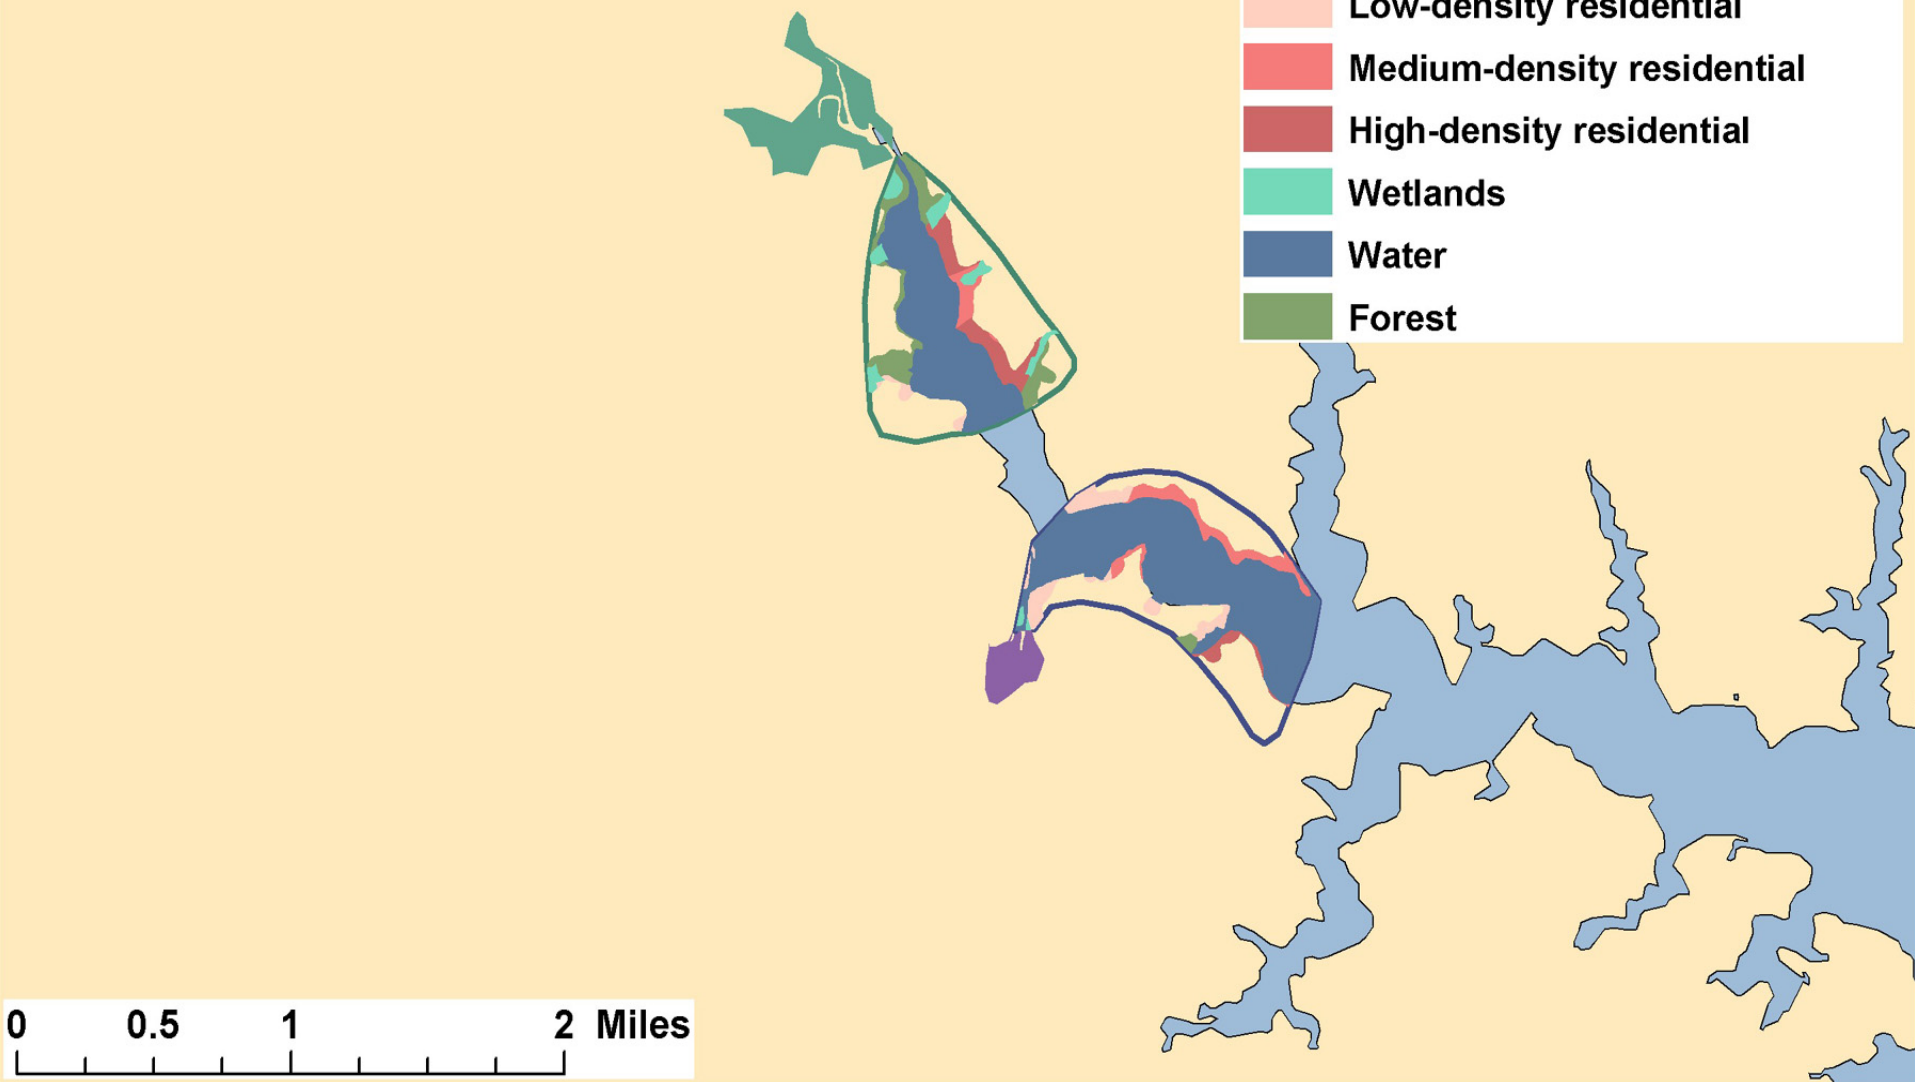 Low-density residential
Medium-density residential
High-density residential
Wetlands
Water
Forest
0 0.5 1 2 Miles